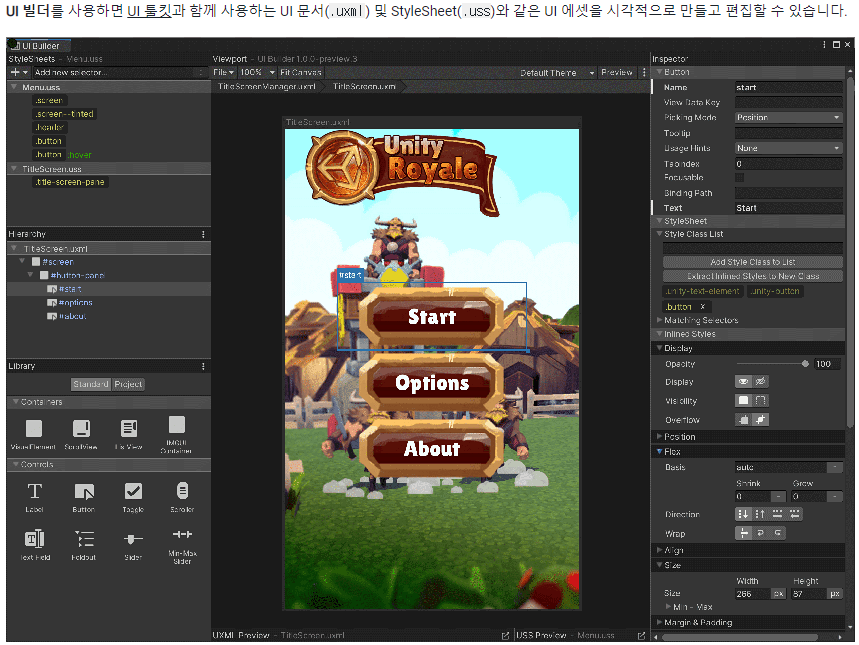 UI 빌더를 사용하면 UI 툴킷과 함께 사용하는 UI 문서(.uxml) 및 StyleSheet(.uss)와 같은 UI 에셋을 시각적으로 만들고 편집할 수 있습니다.
UI Builder
StyleSheets - Menu.uss
Add new selector...
Menu.uss
.screen
.screen--tinted
.header
.button
.button :hover
TitleScreen.uss
.title-screen-pane
Hierarchy
TitleScreen.uxml
#screen
#button-panel
#start
#options
#about
Library
Standard Project
Containers
VisualElement ScrollView ListView IMGUI Container
Controls
Label Button Toggle Scroller
Text Field Foldout Slider Min-Max Slider
Viewport - UI Builder 1.0.0-preview.3
File 100% Fit Canvas Default Theme Preview
TitleScreenManager.uxml TitleScreen.uxml
TitleScreen.uxml
Unity
Royale
#start
Start
Options
About
UXML Preview - TitleScreen.uxml
USS Preview - Menu.uss
Inspector
Button
Name start
View Data Key
Picking Mode Position
Tooltip
Usage Hints None
Tabindex 0
Focusable
Binding Path
Text Start
StyleSheet
Style Class List
Add Style Class to List
Extract Inlined Styles to New Class
.unity-text-element .unity-button
.button X
Matching Selectors
Inlined Styles
Display
Opacity 100
Display
Visibility
Overflow
Position
Flex
Basis auto -
Shrink Grow
0 - 0 -
Direction
Wrap
Align
Size
Width Height
Size 266 px 87 px
Min - Max
Margin & Padding